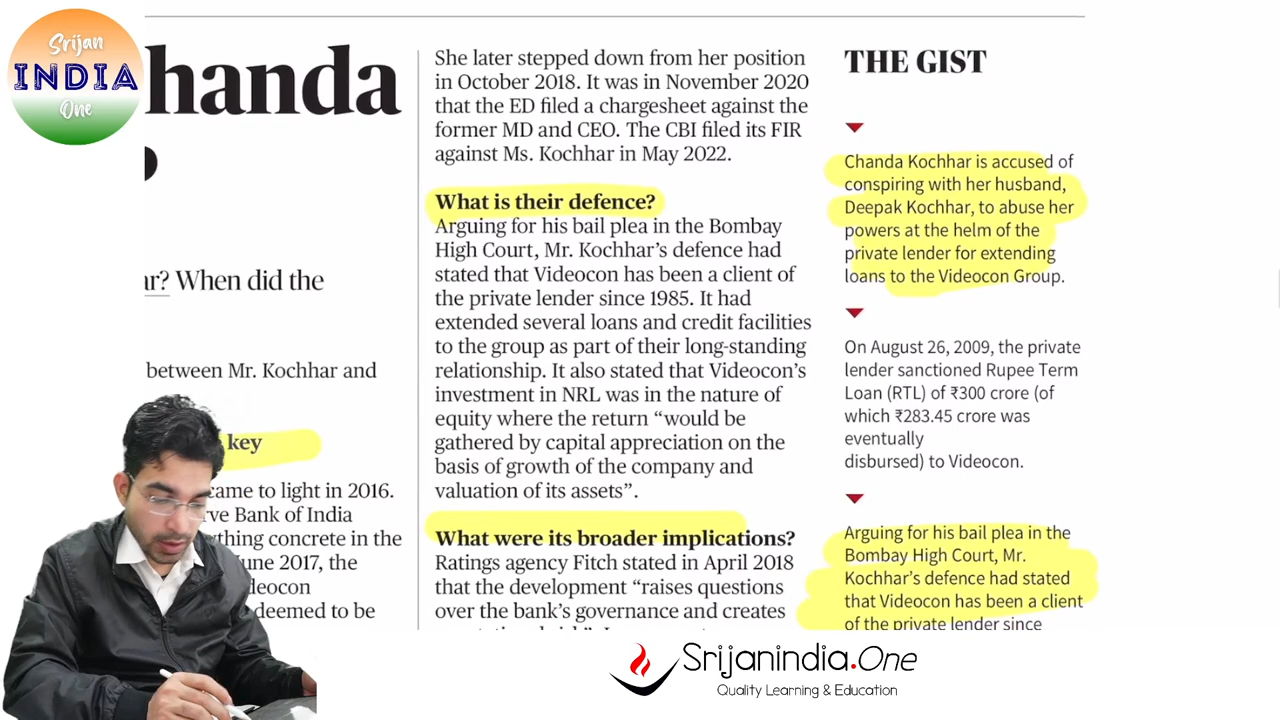 Srijan
INDIA
One
handa
ar? When did the
between Mr. Kochhar and
key
came to light in 2016.
Bank of India
in the
2017, the
deemed to be
She later stepped down from her position
in October 2018. It was in November 2020
that the ED filed a chargesheet against the
former MD and CEO. The CBI filed its FIR
against Ms. Kochhar in May 2022.
What is their defence?
Arguing for his bail plea in the Bombay
High Court, Mr. Kochhar’s defence had
stated that Videocon has been a client of
the private lender since 1985. It had
extended several loans and credit facilities
to the group as part of their long-standing
relationship. It also stated that Videocon’s
investment in NRL was in the nature of
equity where the return “would be
gathered by capital appreciation on the
basis of growth of the company and
valuation of its assets”.
What were its broader implications?
Ratings agency Fitch stated in April 2018
that the development “raises questions
over the bank’s governance and creates
THE GIST
Chanda Kochhar is accused of
conspiring with her husband,
Deepak Kochhar, to abuse her
powers at the helm of the
private lender for extending
loans to the Videocon Group.
On August 26, 2009, the private
lender sanctioned Rupee Term
Loan (RTL) of ₹300 crore (of
which ₹283.45 crore was
eventually
disbursed) to Videocon.
Arguing for his bail plea in the
Bombay High Court, Mr.
Kochhar’s defence had stated
that Videocon has been a client
of the private lender since
Srijanindia.One
Quality Learning & Education